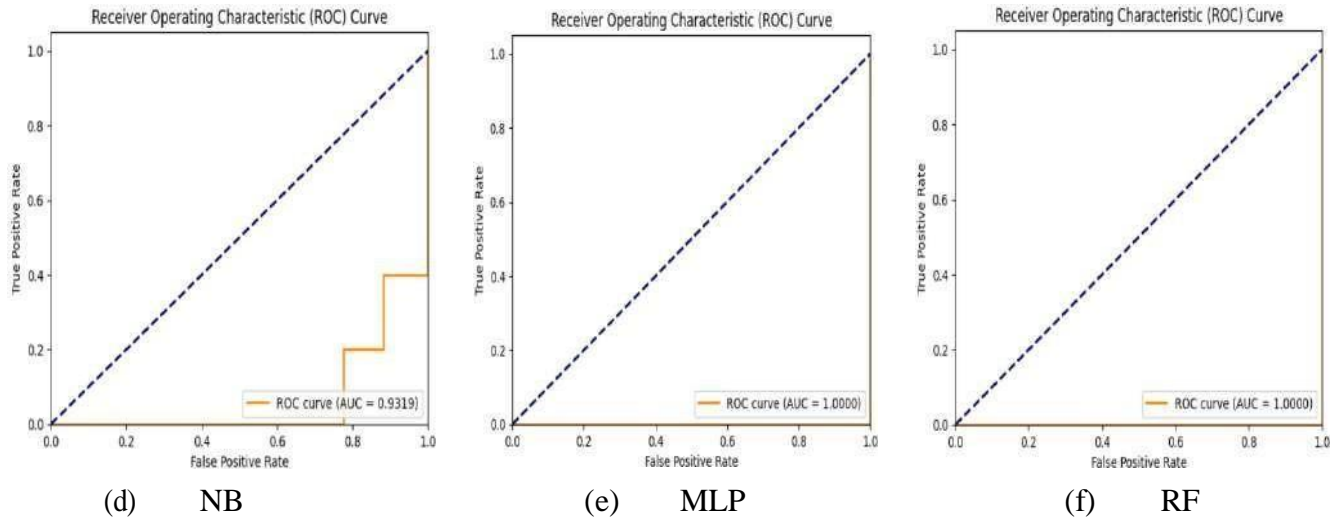 Receiver Operating Characteristic (ROC) Curve
True Positive Rate
1.0
0.8
0.6
0.4
0.2
0.0
ROC curve (AUC = 0.9319)
0.0 0.2 0.4 0.6 0.8 1.0
False Positive Rate
(d) NB
Receiver Operating Characteristic (ROC) Curve
True Positive Rate
1.0
0.8
0.6
0.4
0.2
0.0
ROC curve (AUC = 1.0000)
0.0 0.2 0.4 0.6 0.8 1.0
False Positive Rate
(e) MLP
Receiver Operating Characteristic (ROC) Curve
True Positive Rate
1.0
0.8
0.6
0.4
0.2
0.0
ROC curve (AUC = 1.0000)
0.0 0.2 0.4 0.6 0.8 1.0
False Positive Rate
(f) RF